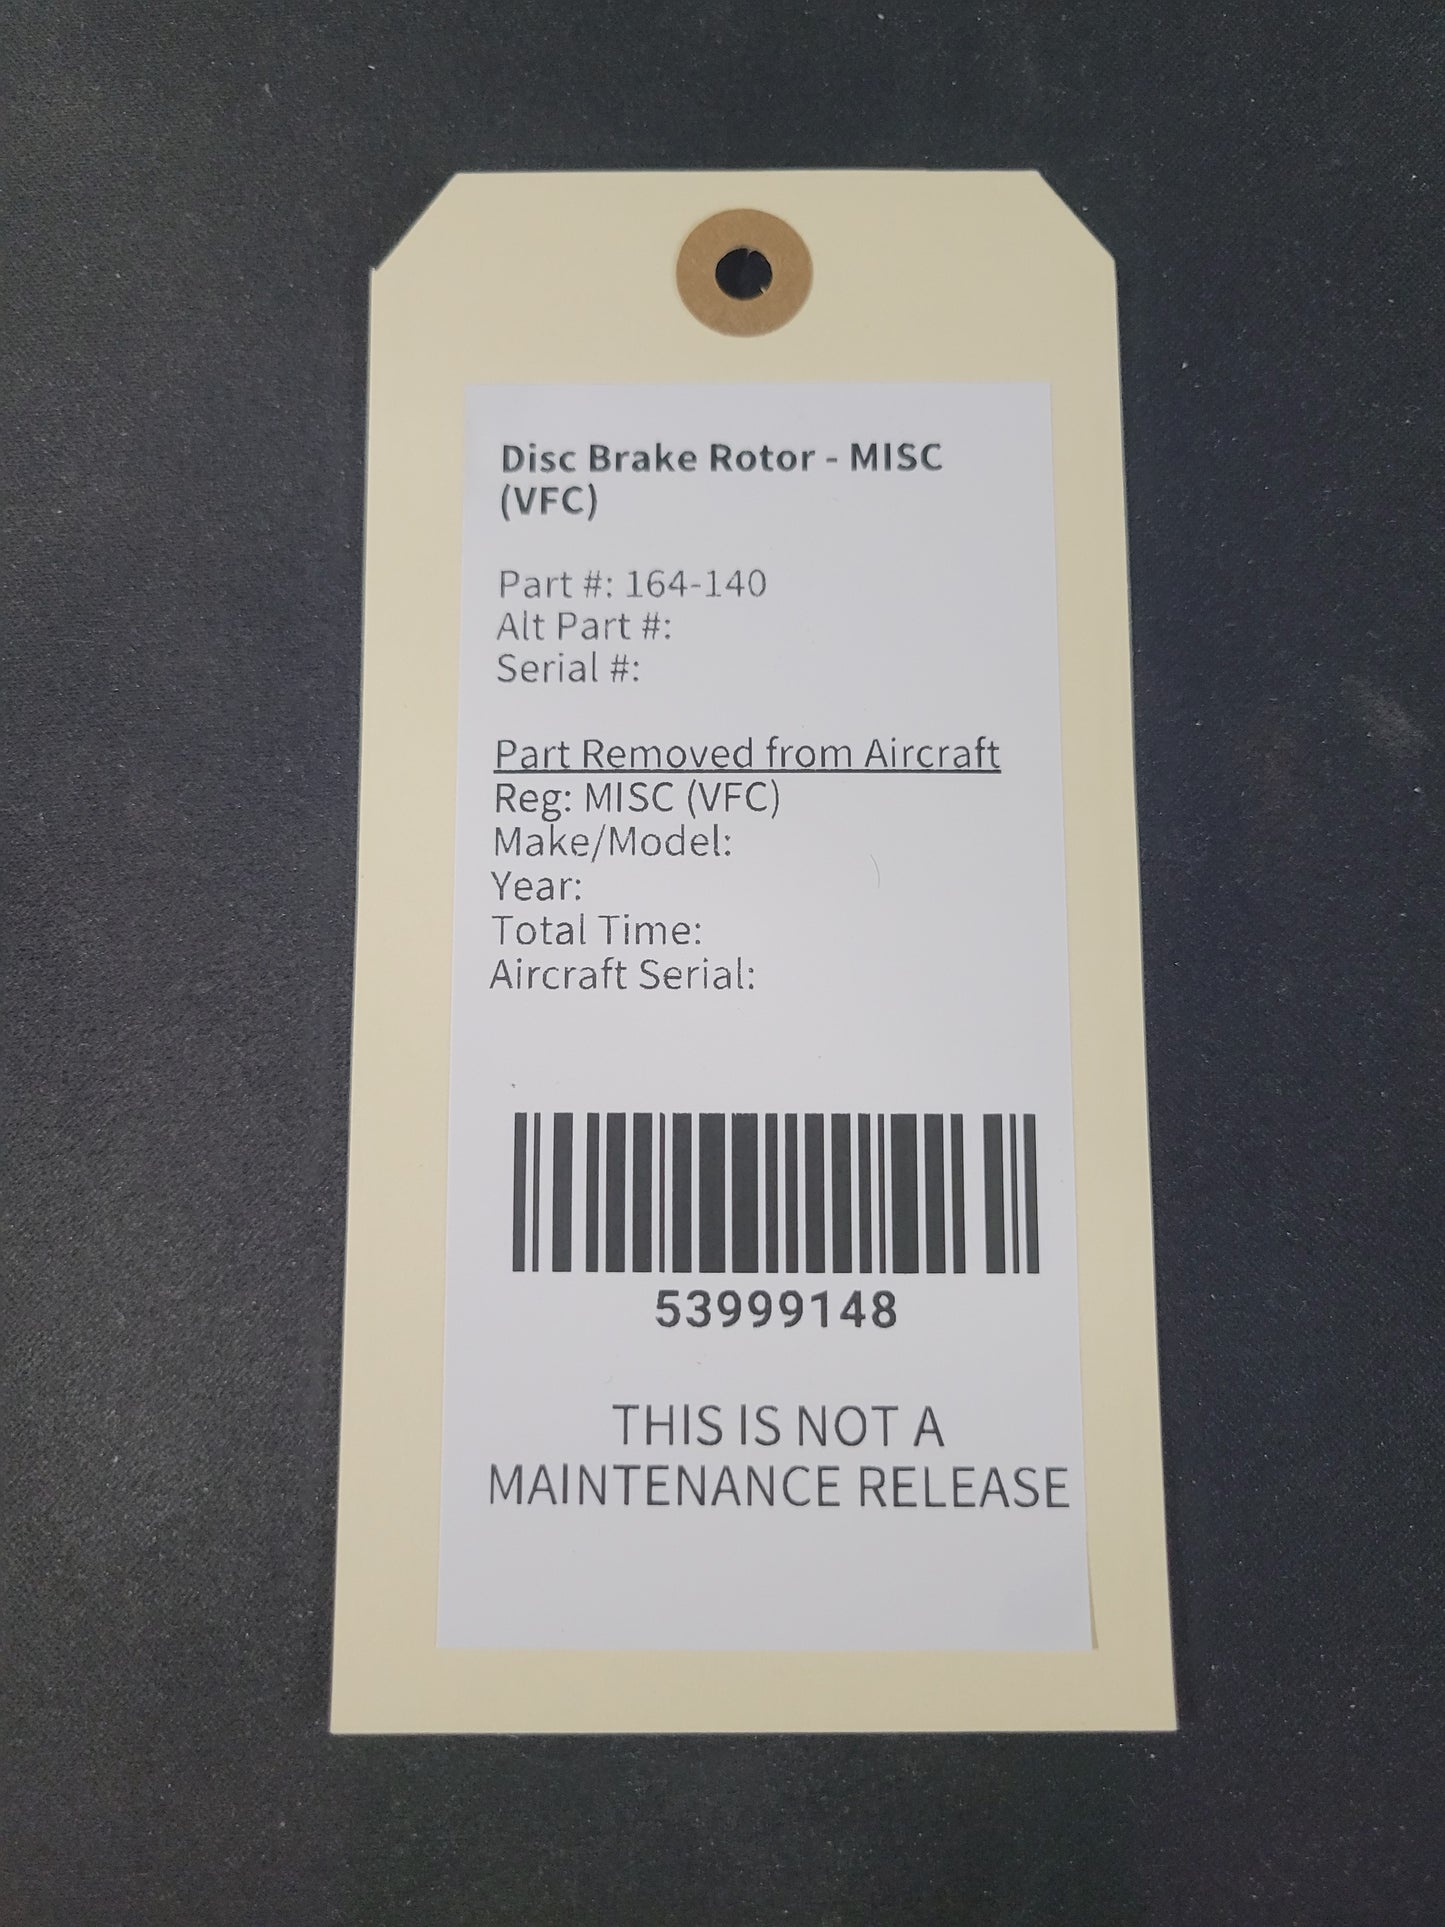 Disc Brake Rotor - MISC
(VFC)
Part #: 164-140
Alt Part #:
Serial #:
Part Removed from Aircraft
Reg: MISC (VFC)
Make/Model:
Year:
Total Time:
Aircraft Serial:
53999148
THIS IS NOT A
MAINTENANCE RELEASE